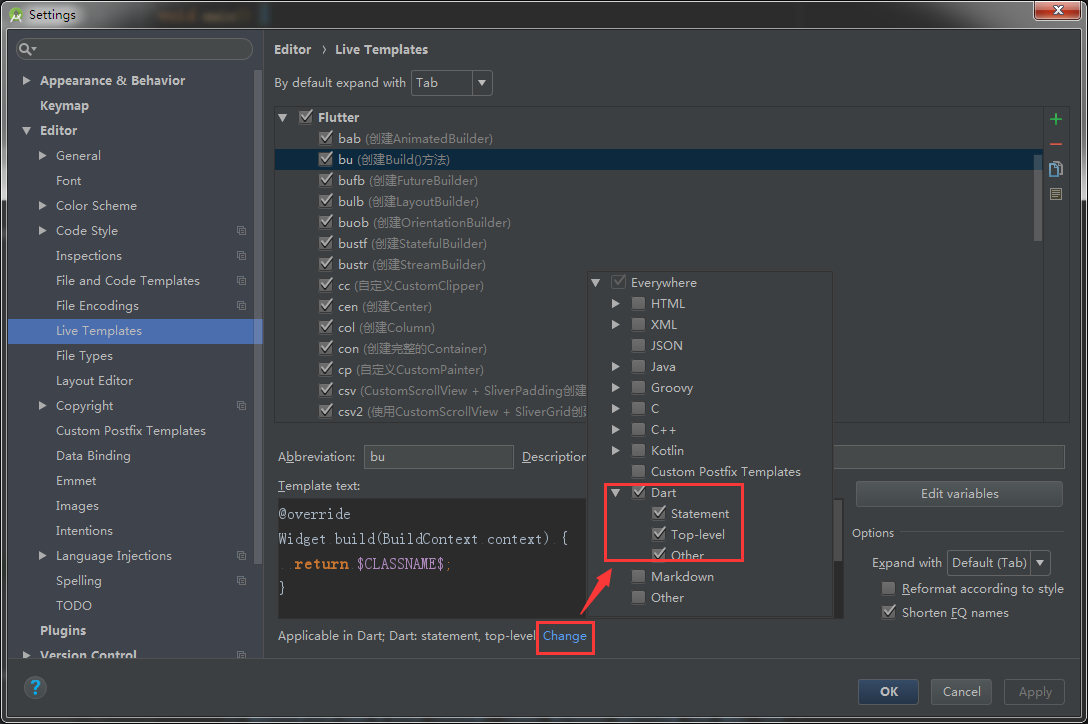 Settings
Appearance & Behavior
Keymap
Editor
General
Font
Color Scheme
Code Style
Inspections
File and Code Templates
File Encodings
Live Templates
File Types
Layout Editor
Copyright
Custom Postfix Templates
Data Binding
Emmet
Images
Intentions
Language Injections
Spelling
TODO
Plugins
Version Control
Editor › Live Templates
By default expand with Tab
Flutter
bab (创建AnimatedBuilder)
bu (创建Build()方法)
bufb (创建FutureBuilder)
bulb (创建LayoutBuilder)
buob (创建OrientationBuilder)
bustf (创建StatefulBuilder)
bustr (创建StreamBuilder)
cc (自定义CustomClipper)
cen (创建Center)
col (创建Column)
con (创建完整的Container)
cp (自定义CustomPainter)
csv (CustomScrollView + SliverPadding创建
csv2 (使用CustomScrollView + SliverGrid创建
Everywhere
HTML
XML
JSON
Java
Groovy
C
C++
Kotlin
Custom Postfix Templates
Dart
Statement
Top-level
Other
Markdown
Other
Abbreviation: bu Description
Template text:
@override
Widget build(BuildContext context) {
return $CLASSNAME$;
}
Applicable in Dart; Dart: statement, top-level Change
Edit variables
Options
Expand with Default (Tab)
Reformat according to style
Shorten FQ names
? OK Cancel Apply